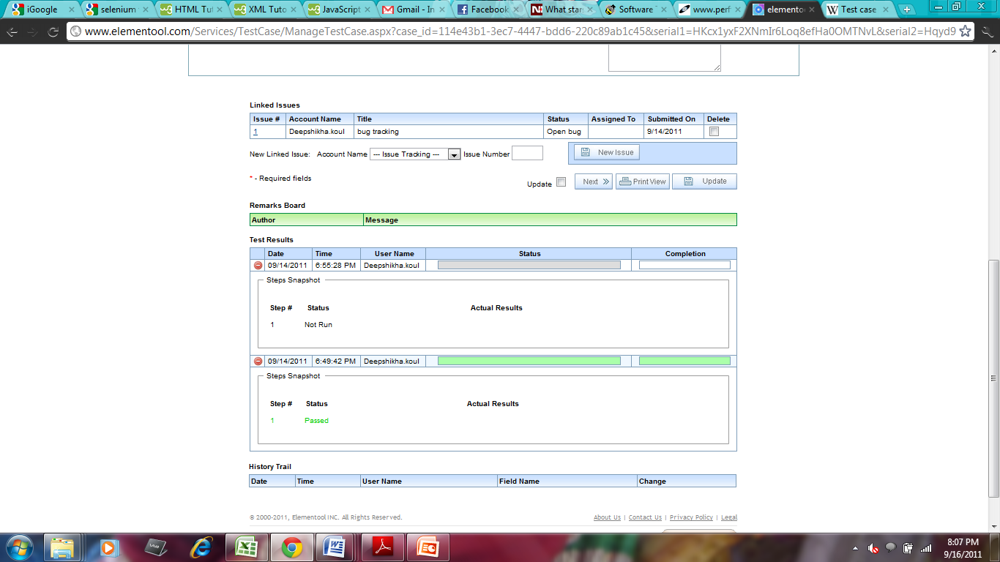 iGoogle selenium HTML Tut XML Tuto JavaScript Gmail - In Facebook What star Software www.perf elementoo Test case
www.elementool.com/Services/TestCase/ManageTestCase.aspx?case_id=114e43b1-3ec7-4447-bdd6-220c89ab1c45&serial1=HKcx1yxF2XNmIr6Loq8efHa0OMTNvL&serial2=Hqyd9
Linked Issues
Issue # Account Name Title Status Assigned To Submitted On Delete
1 Deepshikha.koul bug tracking Open bug 9/14/2011
New Linked Issue: Account Name --- Issue Tracking --- Issue Number New Issue
* - Required fields Update Next Print View Update
Remarks Board
Author Message
Test Results
Date Time User Name Status Completion
09/14/2011 6:55:28 PM Deepshikha.koul
Steps Snapshot
Step # Status Actual Results
1 Not Run
09/14/2011 6:49:42 PM Deepshikha.koul
Steps Snapshot
Step # Status Actual Results
1 Passed
History Trail
Date Time User Name Field Name Change
© 2000-2011, Elementool INC. All Rights Reserved. About Us | Contact Us | Privacy Policy | Legal
VAIO
8:07 PM
9/16/2011